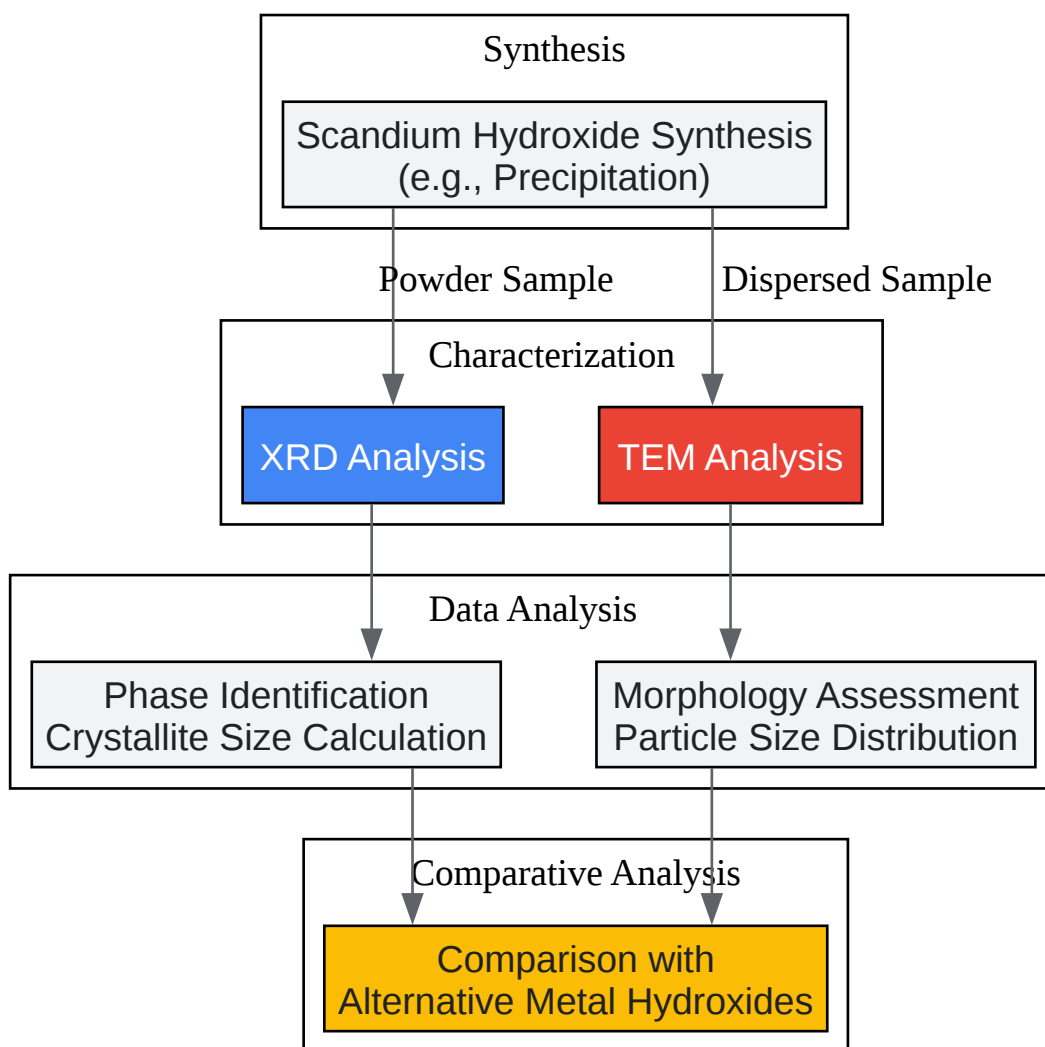 Synthesis
Scandium Hydroxide Synthesis
(e.g., Precipitation)
Powder Sample
Dispersed Sample
Characterization
XRD Analysis
TEM Analysis
Data Analysis
Phase Identification
Crystallite Size Calculation
Morphology Assessment
Particle Size Distribution
Comparative Analysis
Comparison with
Alternative Metal Hydroxides